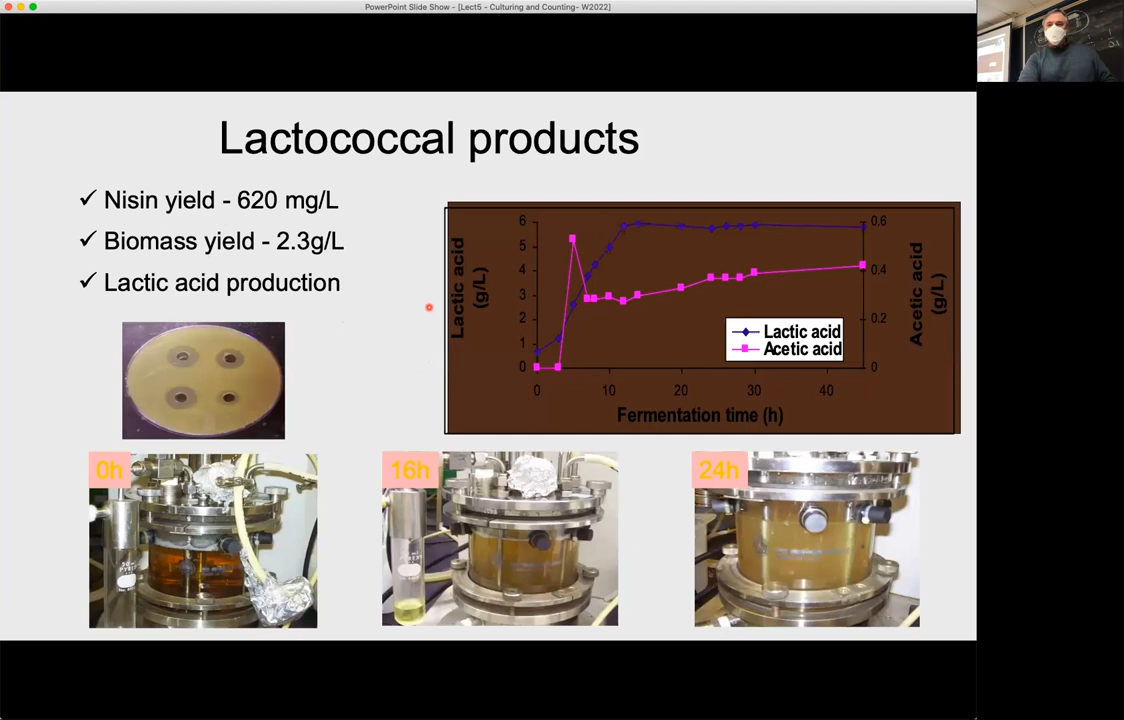 PowerPoint Slide Show - [Lect5 - Culturing and Counting- W2022]
Lactococcal products
✓ Nisin yield - 620 mg/L
✓ Biomass yield - 2.3g/L
✓ Lactic acid production
Lactic acid
(g/L)
6
5
4
3
2
1
0
0.6
0.4
0.2
0
Acetic acid
(g/L)
Lactic acid
Acetic acid
0 10 20 30 40
Fermentation time (h)
0h
16h
24h